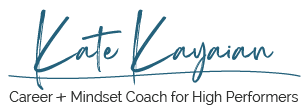 Kate Kayaian
Career + Mindset Coach for High Performers